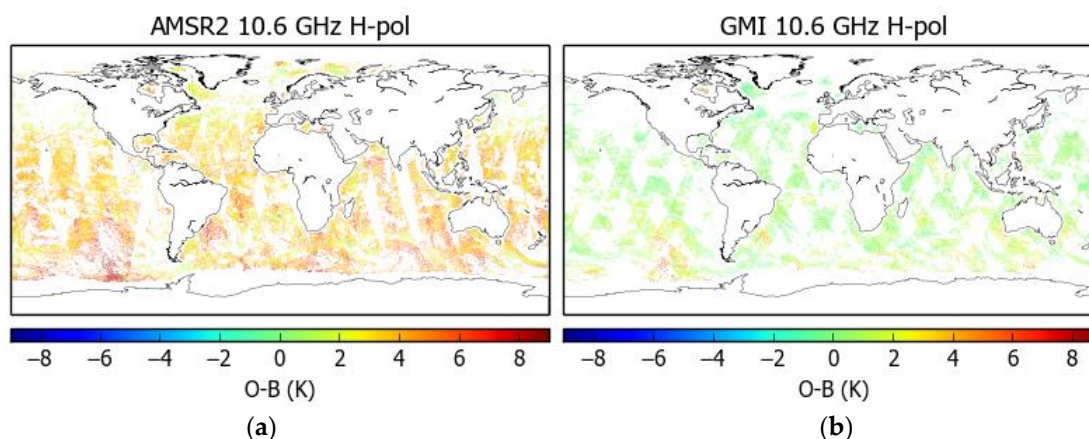 AMSR2 10.6 GHz H-pol
GMI 10.6 GHz H-pol
−8 −6 −4 −2 0 2 4 6 8
−8 −6 −4 −2 0 2 4 6 8
O-B (K)
O-B (K)
(a)
(b)